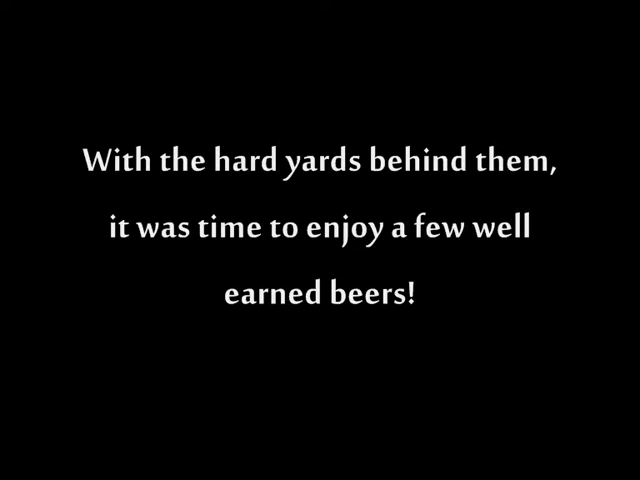 With the hard yards behind them,
it was time to enjoy a few well
earned beers!